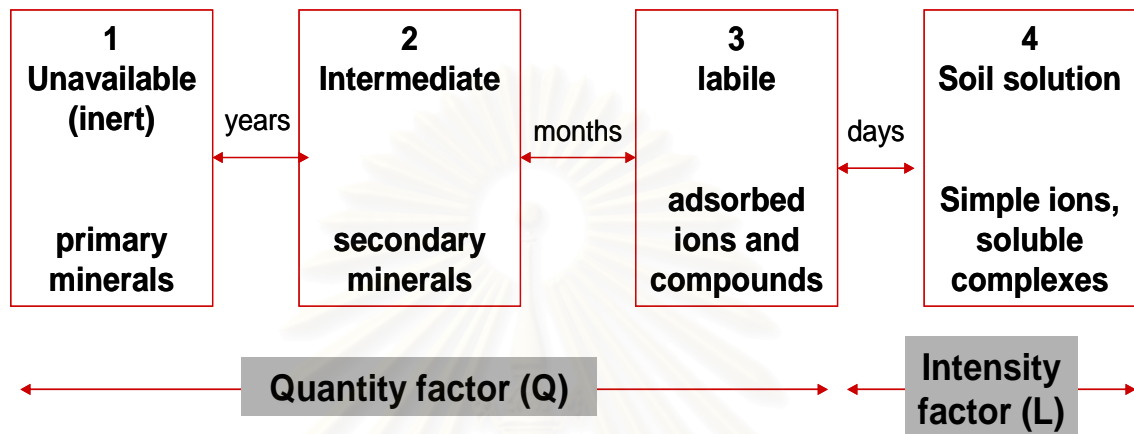 1
Unavailable
(inert)
primary
minerals
years
2
Intermediate
secondary
minerals
months
3
labile
adsorbed
ions and
compounds
days
4
Soil solution
Simple ions,
soluble
complexes
Quantity factor (Q)
Intensity
factor (L)